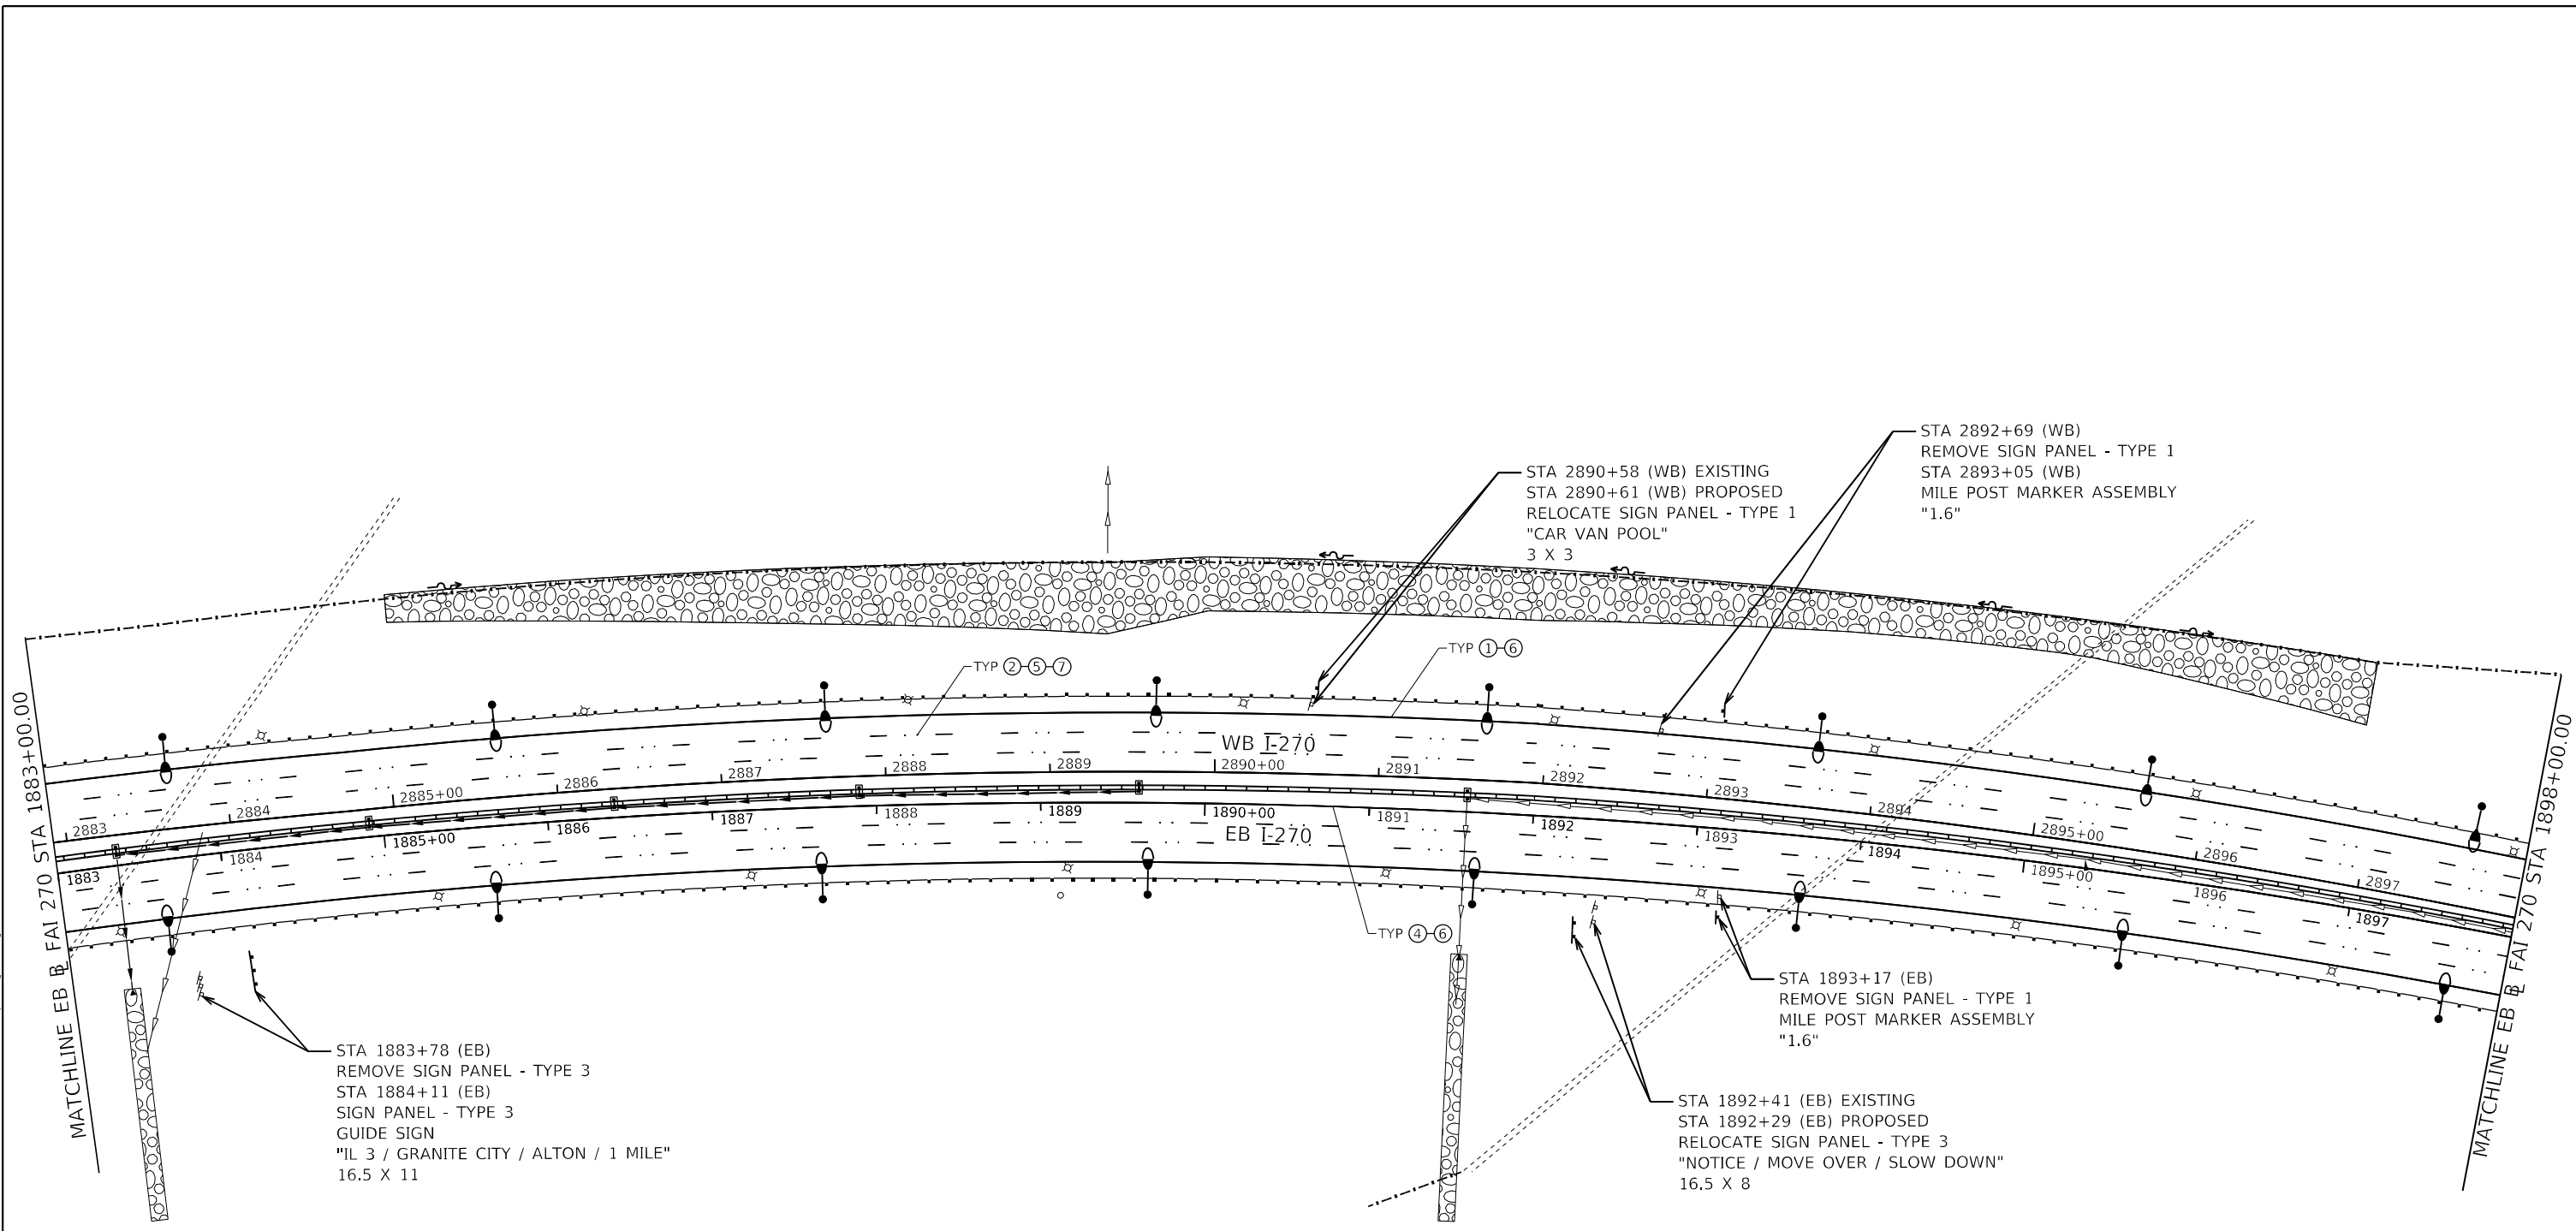 STA 2892+69 (WB)
REMOVE SIGN PANEL - TYPE 1
STA 2893+05 (WB)
MILE POST MARKER ASSEMBLY
"1.6"
STA 2890+58 (WB) EXISTING
STA 2890+61 (WB) PROPOSED
RELOCATE SIGN PANEL - TYPE 1
"CAR VAN POOL"
3 X 3
TYP 2 5 7
TYP 1 6
WB I-270
2883
2884
2885+00
2886
2887
2888
2889
2890+00
2891
2892
2893
2894
2895+00
2896
2897
1883
1884
1885+00
1886
1887
1888
1889
1890+00
1891
1892
1893
1894
1895+00
1896
1897
EB I-270
TYP 4 6
MATCHLINE EB B FAI 270 STA 1883+00.00
MATCHLINE EB B FAI 270 STA 1898+00.00
STA 1893+17 (EB)
REMOVE SIGN PANEL - TYPE 1
MILE POST MARKER ASSEMBLY
"1.6"
STA 1883+78 (EB)
REMOVE SIGN PANEL - TYPE 3
STA 1884+11 (EB)
SIGN PANEL - TYPE 3
GUIDE SIGN
"IL 3 / GRANITE CITY / ALTON / 1 MILE"
16.5 X 11
STA 1892+41 (EB) EXISTING
STA 1892+29 (EB) PROPOSED
RELOCATE SIGN PANEL - TYPE 3
"NOTICE / MOVE OVER / SLOW DOWN"
16.5 X 8